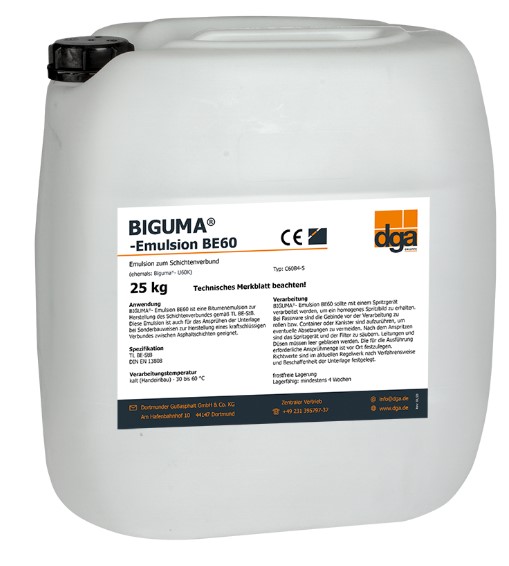 BIGUMA®
-Emulsion BE60
CE
dga
Emulsion zum Schichtenverbund
(ehemals: Biguma®- U60K)
Typ: C60B4-S
25 kg
Technisches Merkblatt beachten!
Anwendung
BIGUMA®- Emulsion BE60 ist eine Bitumenemulsion zur
Herstellung des Schichtenverbundes gemäß TL BE-StB.
Diese Emulsion ist auch für das Ansprühen der Unterlage
bei Sonderbauweisen zur Herstellung eines kraftschlüssigen
Verbundes zwischen Asphaltschichten geeignet.
Spezifikation
TL BE-StB
DIN EN 13808
Verarbeitungstemperatur
kalt (Handeinbau) - 30 bis 60 °C
Verarbeitung
BIGUMA®- Emulsion BE60 sollte mit einem Spritzgerät
verarbeitet werden, um ein homogenes Spritzbild zu erhalten.
Bei Fassware sind die Gebinde vor der Verarbeitung zu
rollen bzw. Container oder Kanister sind aufzurühren, um
eventuelle Absetzungen zu vermeiden. Nach dem Anspritzen
sind das Spritzgerät und der Filter zu säubern. Leitungen und
Düsen müssen leer geblasen werden. Die für die Ausführung
erforderliche Ansprühmenge ist vor Ort festzulegen.
Richtwerte sind im aktuellen Regelwerk nach Verfahrensweise
und Beschaffenheit der Unterlage festgelegt.
frostfreie Lagerung
Lagerfähig: mindestens 4 Wochen
Dortmunder Gußasphalt GmbH & Co. KG
Am Hafenbahnhof 10 44147 Dortmund
Zentraler Vertrieb
+49 231 395797-37
info@dga.de
www.dga.de